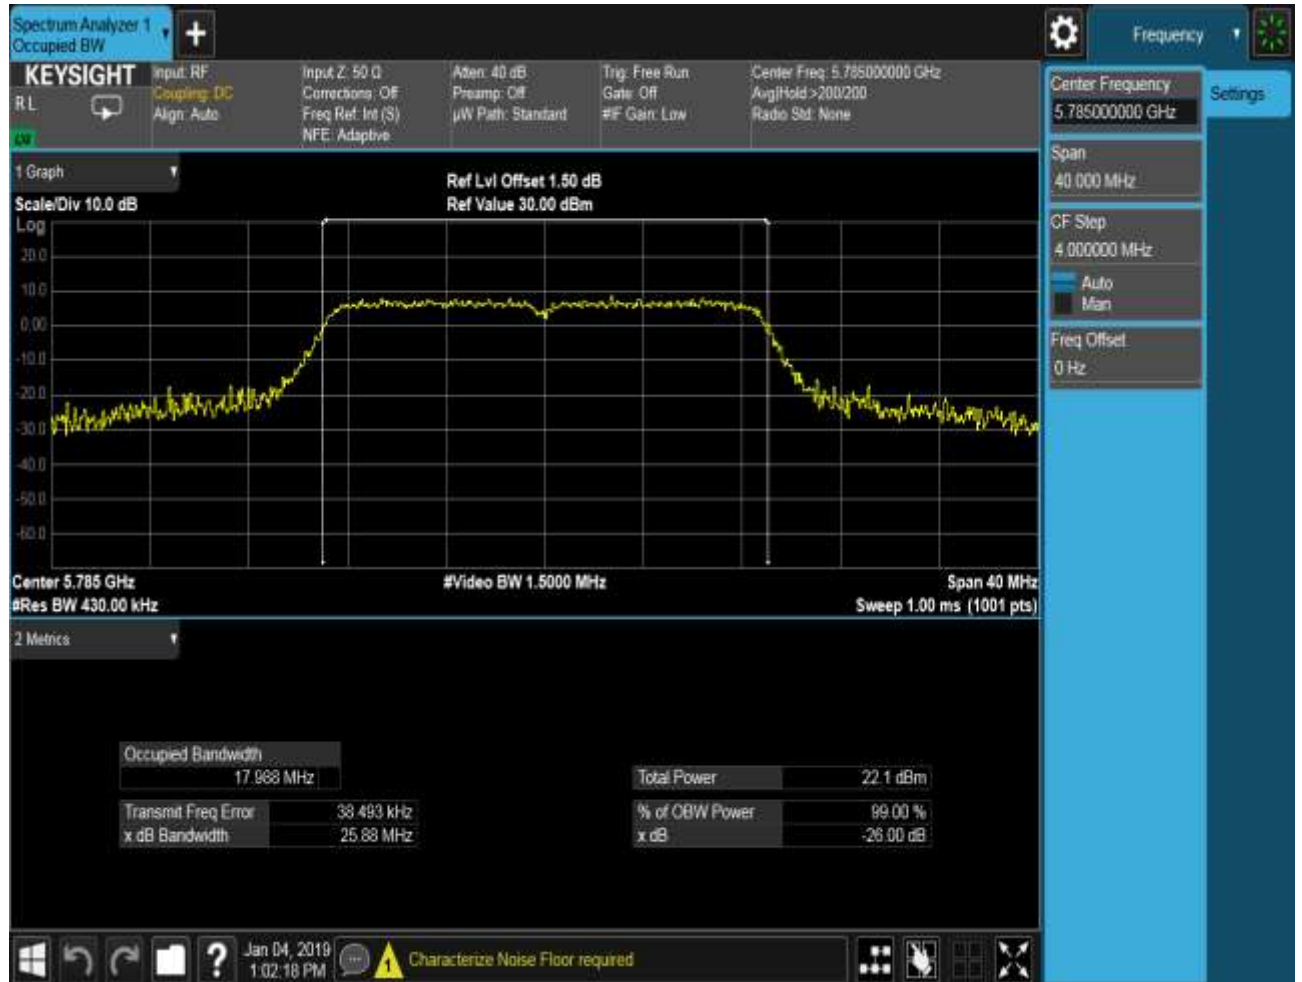 Spectrum Analyzer 1
Occupied BW
Frequency
KEYSIGHT
RL
Input: RF
Coupling: DC
Align: Auto
Input Z: 50 Ω
Corrections: Off
Freq Ref: Int (S)
NFE: Adaptive
Atten: 40 dB
Preamp: Off
µW Path: Standard
Trig: Free Run
Gate: Off
#IF Gain: Low
Center Freq: 5.785000000 GHz
Avg|Hold:>200/200
Radio Std: None
Center Frequency
5.785000000 GHz
Settings
Span
40.000 MHz
CF Step
4.000000 MHz
Auto
Man
Freq Offset
0 Hz
1 Graph
Scale/Div 10.0 dB
Ref Lvl Offset 1.50 dB
Ref Value 30.00 dBm
Log
20.0
10.0
0.00
-10.0
-20.0
-30.0
-40.0
-50.0
-60.0
Center 5.785 GHz
#Video BW 1.5000 MHz
Span 40 MHz
#Res BW 430.00 kHz
Sweep 1.00 ms (1001 pts)
2 Metrics
Occupied Bandwidth
17.988 MHz
Total Power 22.1 dBm
Transmit Freq Error 38.493 kHz
% of OBW Power 99.00 %
x dB Bandwidth 25.88 MHz
x dB -26.00 dB
Jan 04, 2019
1:02:18 PM
1
Characterize Noise Floor required